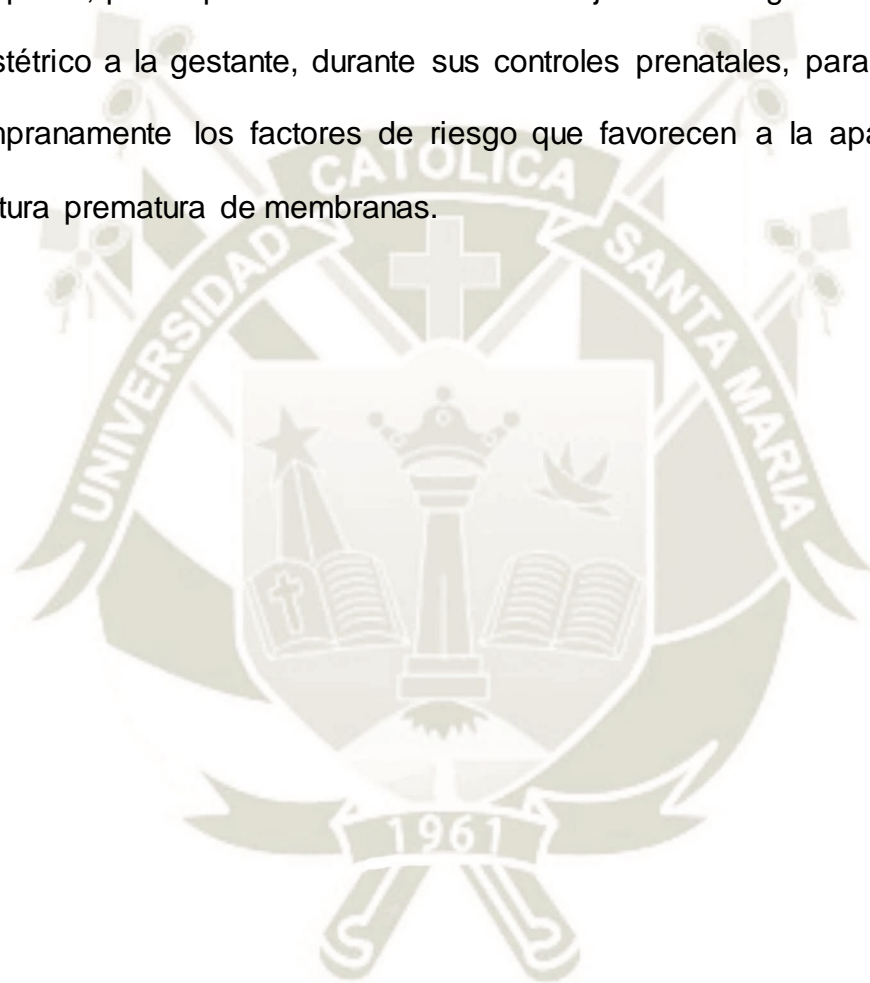 stétrico a la gestante, durante sus controles prenatales, para
mpranamente los factores de riesgo que favorecen a la apa
tura prematura de membranas.
UNIVERSIDAD CATOLICA SANTA MARIA
1961